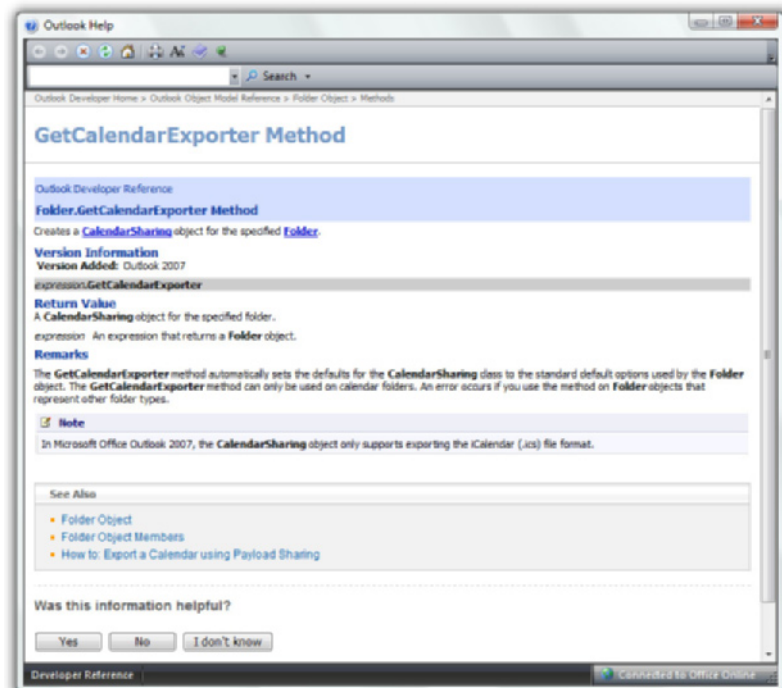 Outlook Help
Search
Outlook Developer Home > Outlook Object Model Reference > Folder Object > Methods
GetCalendarExporter Method
Outlook Developer Reference
Folder.GetCalendarExporter Method
Creates a CalendarSharing object for the specified Folder.
Version Information
Version Added: Outlook 2007
expression.GetCalendarExporter
Return Value
A CalendarSharing object for the specified folder.
expression An expression that returns a Folder object.
Remarks
The GetCalendarExporter method automatically sets the defaults for the CalendarSharing class to the standard default options used by the Folder
object. The GetCalendarExporter method can only be used on calendar folders. An error occurs if you use the method on Folder objects that
represent other folder types.
Note
In Microsoft Office Outlook 2007, the CalendarSharing object only supports exporting the iCalendar (.ics) file format.
See Also
Folder Object
Folder Object Members
How to: Export a Calendar using Payload Sharing
Was this information helpful?
Yes No I don't know
Developer Reference Connected to Office Online